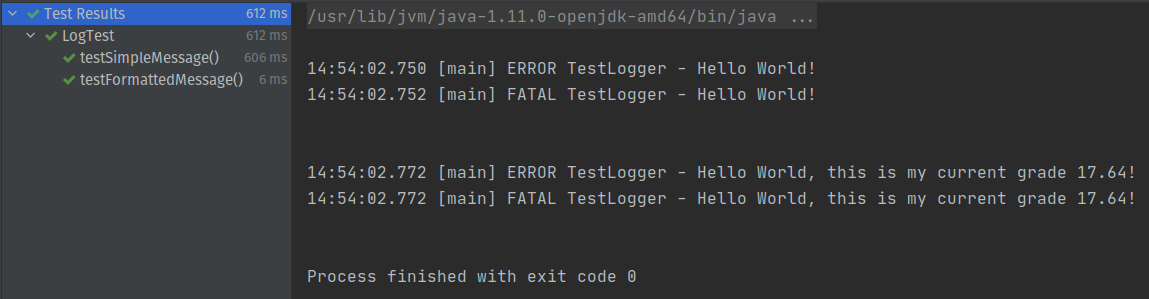 Test Results 612 ms
LogTest 612 ms
testSimpleMessage() 606 ms
testFormattedMessage() 6 ms
/usr/lib/jvm/java-1.11.0-openjdk-amd64/bin/java ...
14:54:02.750 [main] ERROR TestLogger - Hello World!
14:54:02.752 [main] FATAL TestLogger - Hello World!
14:54:02.772 [main] ERROR TestLogger - Hello World, this is my current grade 17.64!
14:54:02.772 [main] FATAL TestLogger - Hello World, this is my current grade 17.64!
Process finished with exit code 0